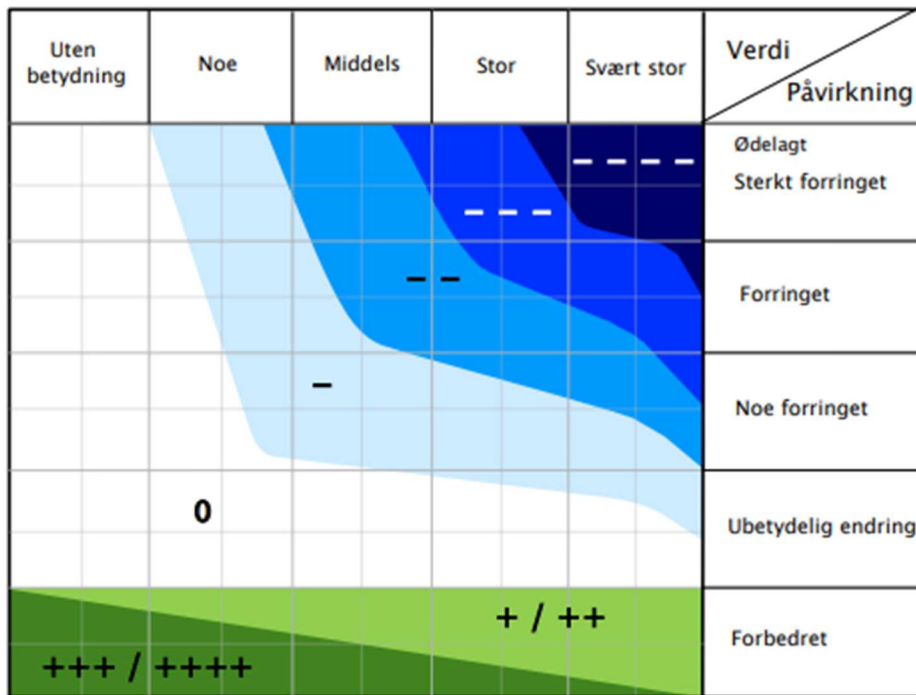 Uten
betydning
Noe
Middels
Stor
Svært stor
Verdi
Påvirkning
Ødelagt
Sterkt forringet
– – – –
– – –
– –
Forringet
–
Noe forringet
0
Ubetydelig endring
+ / ++
+++ / ++++
Forbedret